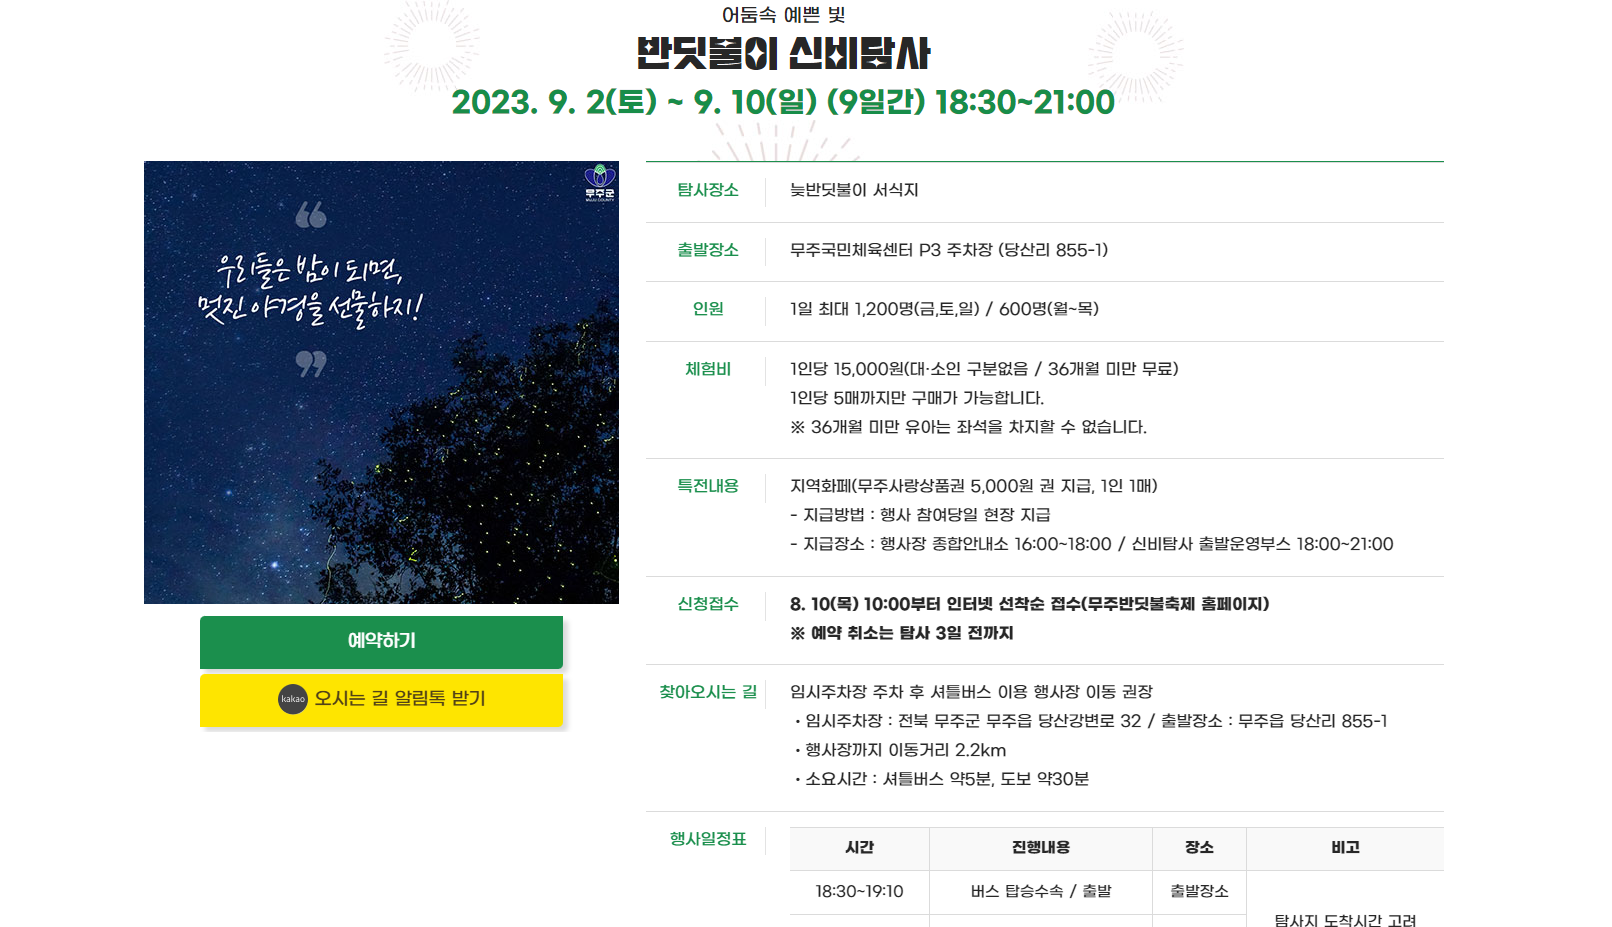 어둠속 예쁜 빛
반딧불이 신비탐사
2023. 9. 2(토) ~ 9. 10(일) (9일간) 18:30~21:00
무주군
MUJU COUNTY
“
우리들은 밤이 되면,
멋진 야경을 선물하지!
”
예약하기
kakao 오시는 길 알림톡 받기
탐사장소 늦반딧불이 서식지
출발장소 무주국민체육센터 P3 주차장 (당산리 855-1)
인원 1일 최대 1,200명(금,토,일) / 600명(월~목)
체험비 1인당 15,000원(대·소인 구분없음 / 36개월 미만 무료)
1인당 5매까지만 구매가 가능합니다.
※ 36개월 미만 유아는 좌석을 차지할 수 없습니다.
특전내용 지역화폐(무주사랑상품권 5,000원 권 지급, 1인 1매)
- 지급방법 : 행사 참여당일 현장 지급
- 지급장소 : 행사장 종합안내소 16:00~18:00 / 신비탐사 출발운영부스 18:00~21:00
신청접수 8. 10(목) 10:00부터 인터넷 선착순 접수(무주반딧불축제 홈페이지)
※ 예약 취소는 탐사 3일 전까지
찾아오시는 길 임시주차장 주차 후 셔틀버스 이용 행사장 이동 권장
· 임시주차장 : 전북 무주군 무주읍 당산강변로 32 / 출발장소 : 무주읍 당산리 855-1
· 행사장까지 이동거리 2.2km
· 소요시간 : 셔틀버스 약5분, 도보 약30분
행사일정표 시간 진행내용 장소 비고
18:30~19:10 버스 탑승수속 / 출발 출발장소
탐사지 도착시간 고려